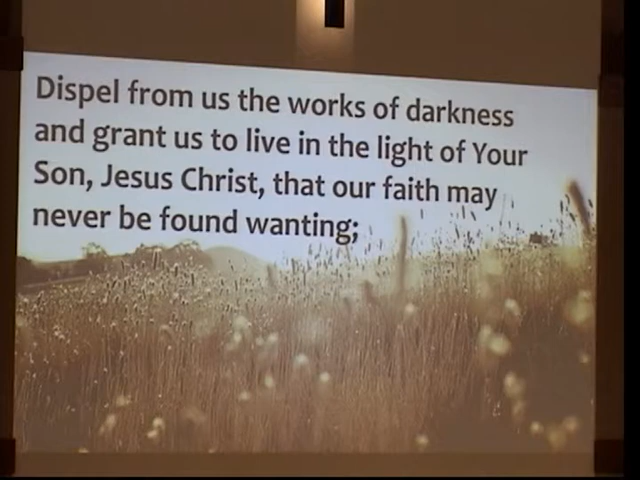 Dispel from us the works of darkness
and grant us to live in the light of Your
Son, Jesus Christ, that our faith may
never be found wanting;